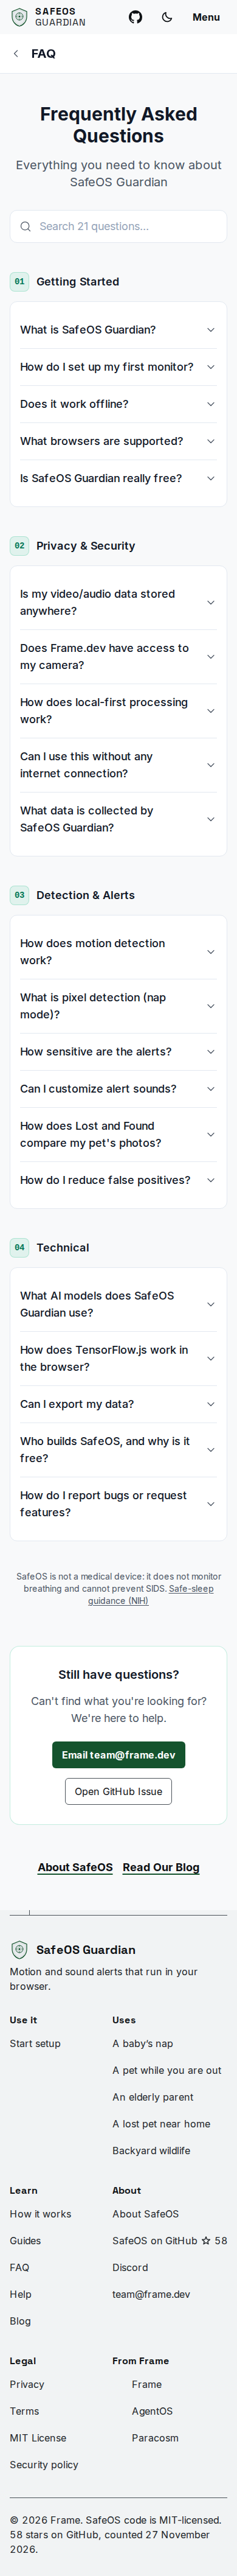 SAFEOS
GUARDIAN
Menu
FAQ
Frequently Asked
Questions
Everything you need to know about
SafeOS Guardian
Search 21 questions...
01 Getting Started
What is SafeOS Guardian?
How do I set up my first monitor?
Does it work offline?
What browsers are supported?
Is SafeOS Guardian really free?
02 Privacy & Security
Is my video/audio data stored
anywhere?
Does Frame.dev have access to
my camera?
How does local-first processing
work?
Can I use this without any
internet connection?
What data is collected by
SafeOS Guardian?
03 Detection & Alerts
How does motion detection
work?
What is pixel detection (nap
mode)?
How sensitive are the alerts?
Can I customize alert sounds?
How does Lost and Found
compare my pet's photos?
How do I reduce false positives?
04 Technical
What AI models does SafeOS
Guardian use?
How does TensorFlow.js work in
the browser?
Can I export my data?
Who builds SafeOS, and why is it
free?
How do I report bugs or request
features?
SafeOS is not a medical device: it does not monitor
breathing and cannot prevent SIDS. Safe-sleep
guidance (NIH)
Still have questions?
Can't find what you're looking for?
We're here to help.
Email team@frame.dev
Open GitHub Issue
About SafeOS Read Our Blog
SafeOS Guardian
Motion and sound alerts that run in your
browser.
Use it
Start setup
Uses
A baby's nap
A pet while you are out
An elderly parent
A lost pet near home
Backyard wildlife
Learn
How it works
Guides
FAQ
Help
Blog
About
About SafeOS
SafeOS on GitHub ☆ 58
Discord
team@frame.dev
Legal
Privacy
Terms
MIT License
Security policy
From Frame
Frame
AgentOS
Paracosm
© 2026 Frame. SafeOS code is MIT-licensed.
58 stars on GitHub, counted 27 November
2026.